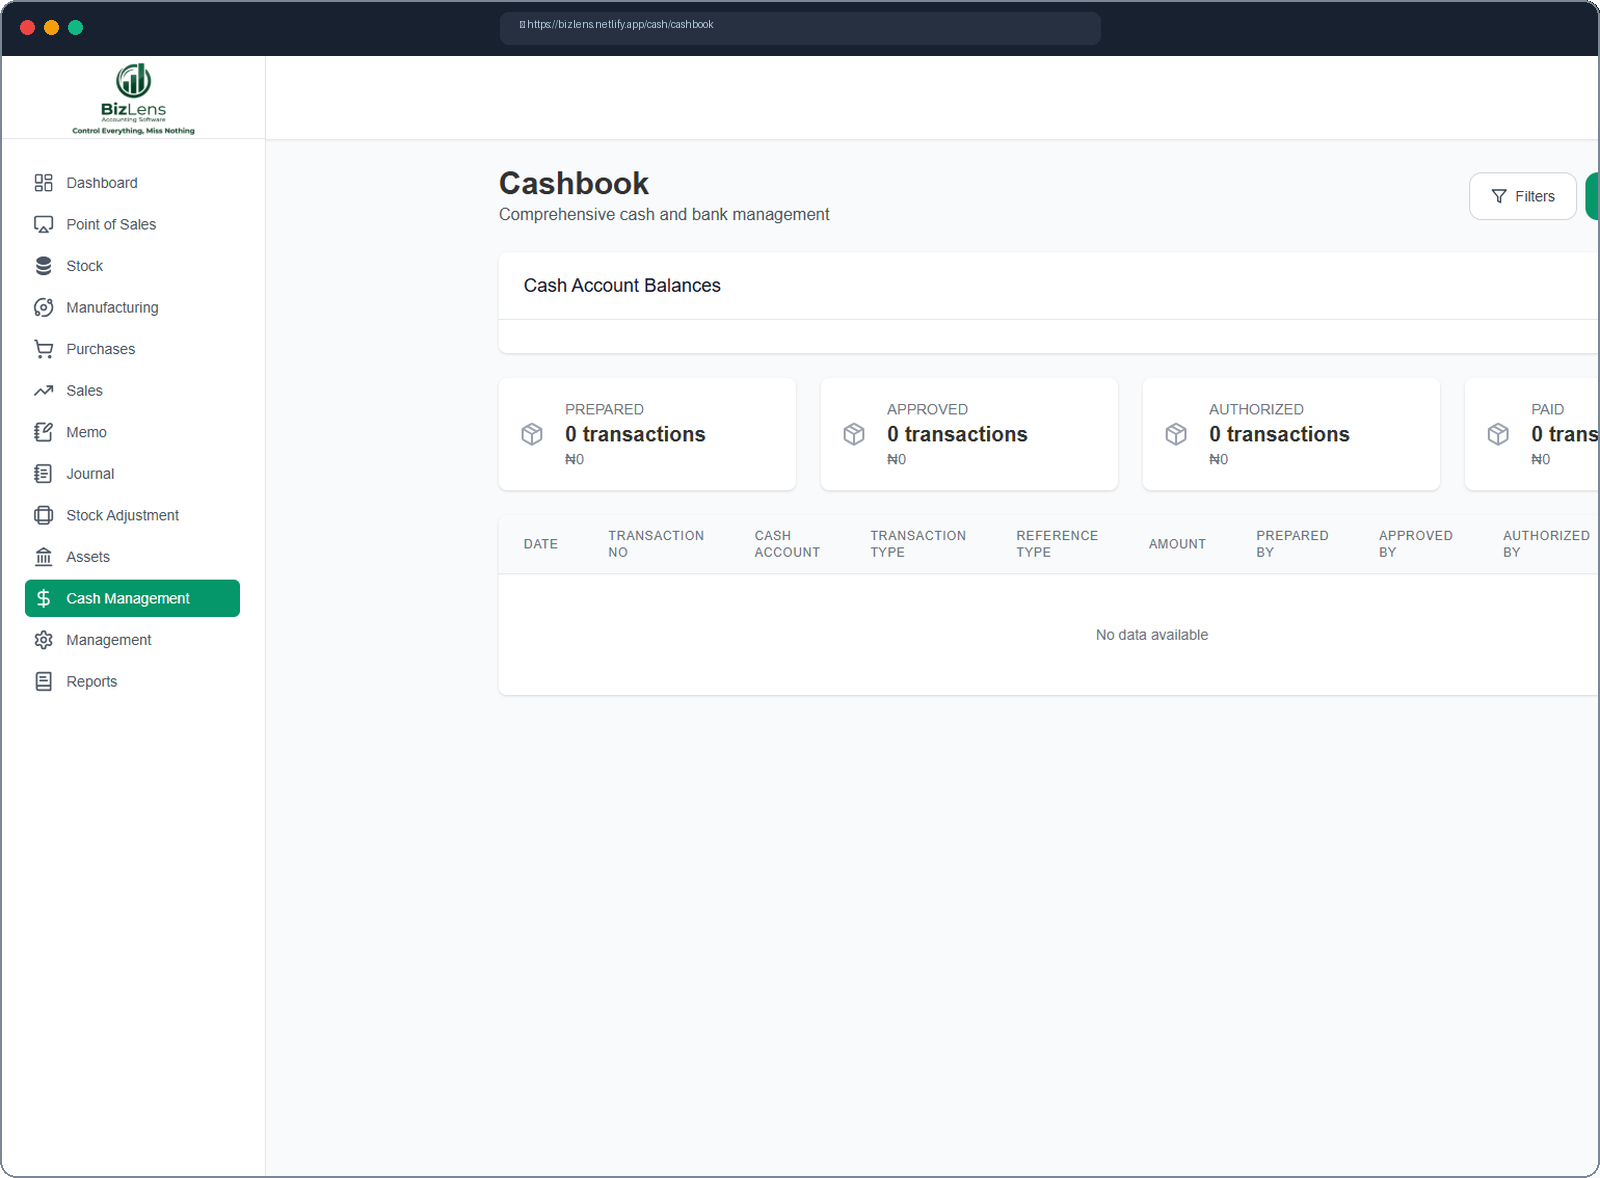 https://bizlens.netlify.app/cash/cashbook
BizLens
Accounting Software
Control Everything, Miss Nothing
Dashboard
Point of Sales
Stock
Manufacturing
Purchases
Sales
Memo
Journal
Stock Adjustment
Assets
Cash Management
Management
Reports
Cashbook
Comprehensive cash and bank management
Filters
Cash Account Balances
PREPARED
0 transactions
₦0
APPROVED
0 transactions
₦0
AUTHORIZED
0 transactions
₦0
PAID
0 trans
₦0
DATE
TRANSACTION NO
CASH ACCOUNT
TRANSACTION TYPE
REFERENCE TYPE
AMOUNT
PREPARED BY
APPROVED BY
AUTHORIZED BY
No data available